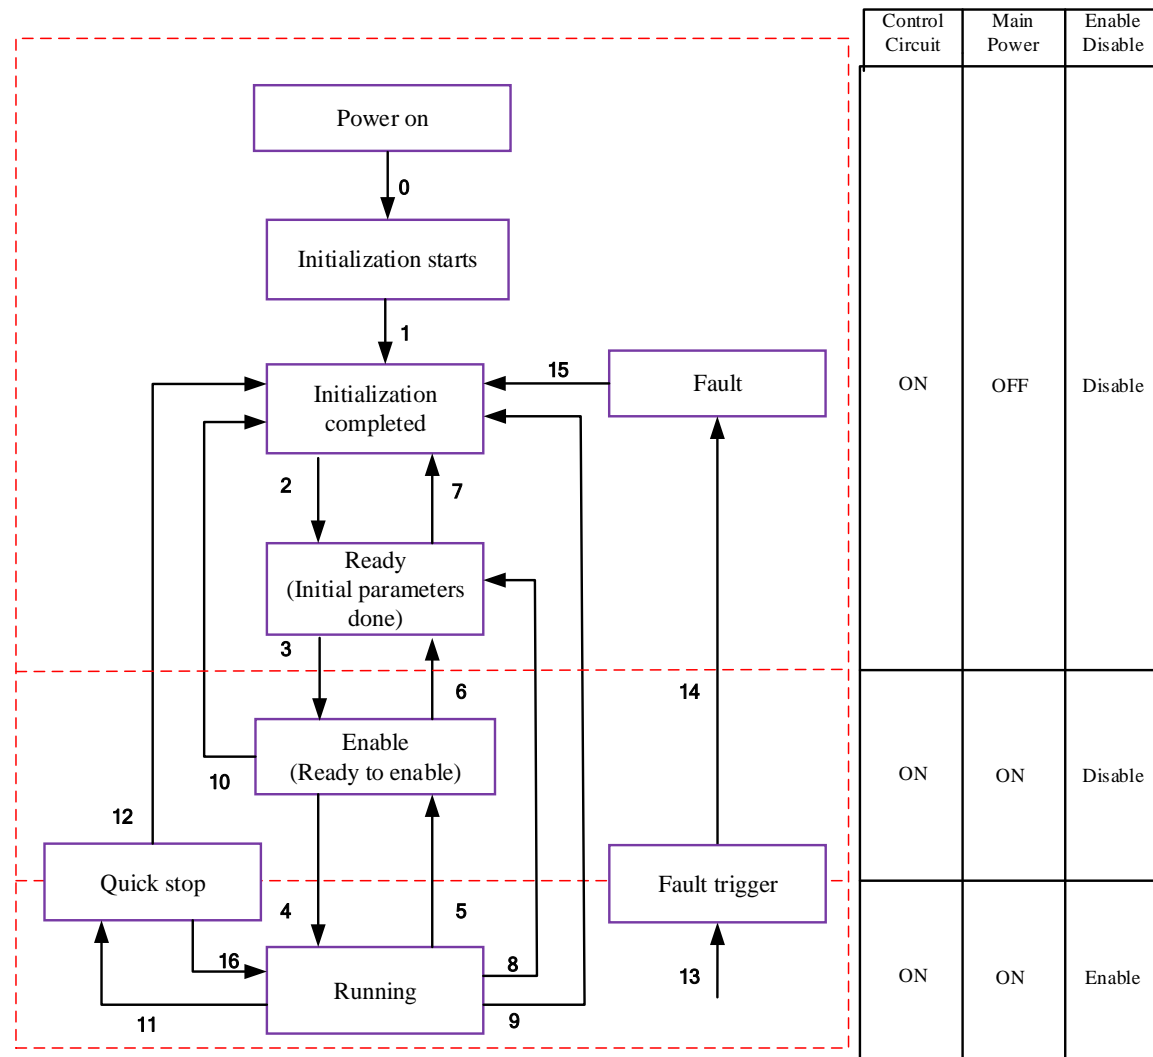 Control
Circuit
Main
Power
Enable
Disable
Power on
0
Initialization starts
1
Initialization
completed
15
Fault
ON
OFF
Disable
2
7
Ready
(Initial parameters
done)
3
6
14
Enable
(Ready to enable)
10
ON
ON
Disable
12
Quick stop
Fault trigger
4
5
16
Running
8
9
11
13
ON
ON
Enable